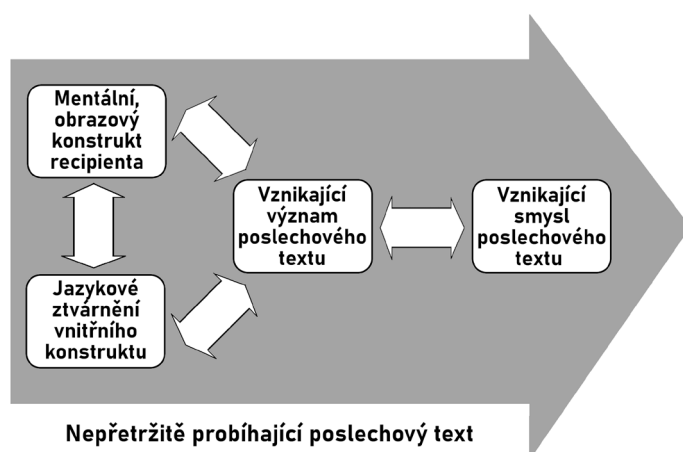 Mentální,
obrazový
konstrukt
recipienta
Jazykové
ztvárnění
vnitřního
konstruktu
Vznikající
význam
poslechového
textu
Vznikající
smysl
poslechového
textu
Nepřetržitě probíhající poslechový text